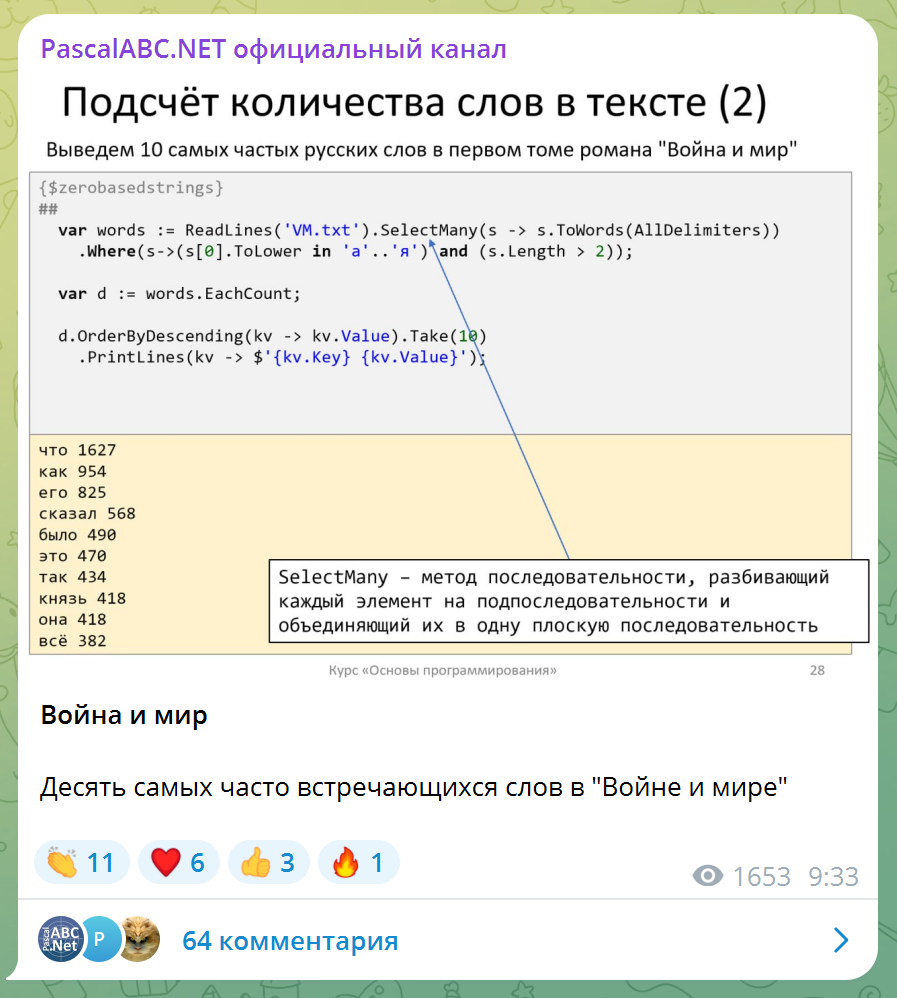 PascalABC.NET официальный канал
Подсчёт количества слов в тексте (2)
Выведем 10 самых частых русских слов в первом томе романа "Война и мир"
{$zerobasedstrings}
##
var words := ReadLines('VM.txt').SelectMany(s -> s.ToWords(AllDelimiters))
.Where(s->(s[0].ToLower in 'а'..'я') and (s.Length > 2));
var d := words.EachCount;
d.OrderByDescending(kv -> kv.Value).Take(10)
.PrintLines(kv -> $'{kv.Key} {kv.Value}');
что 1627
как 954
его 825
сказал 568
было 490
это 470
так 434
князь 418
она 418
всё 382
SelectMany – метод последовательности, разбивающий
каждый элемент на подпоследовательности и
объединяющий их в одну плоскую последовательность
Курс «Основы программирования»
28
Война и мир
Десять самых часто встречающихся слов в "Войне и мире"
11 6 3 1
1653 9:33
Pascal ABC .Net P
64 комментария